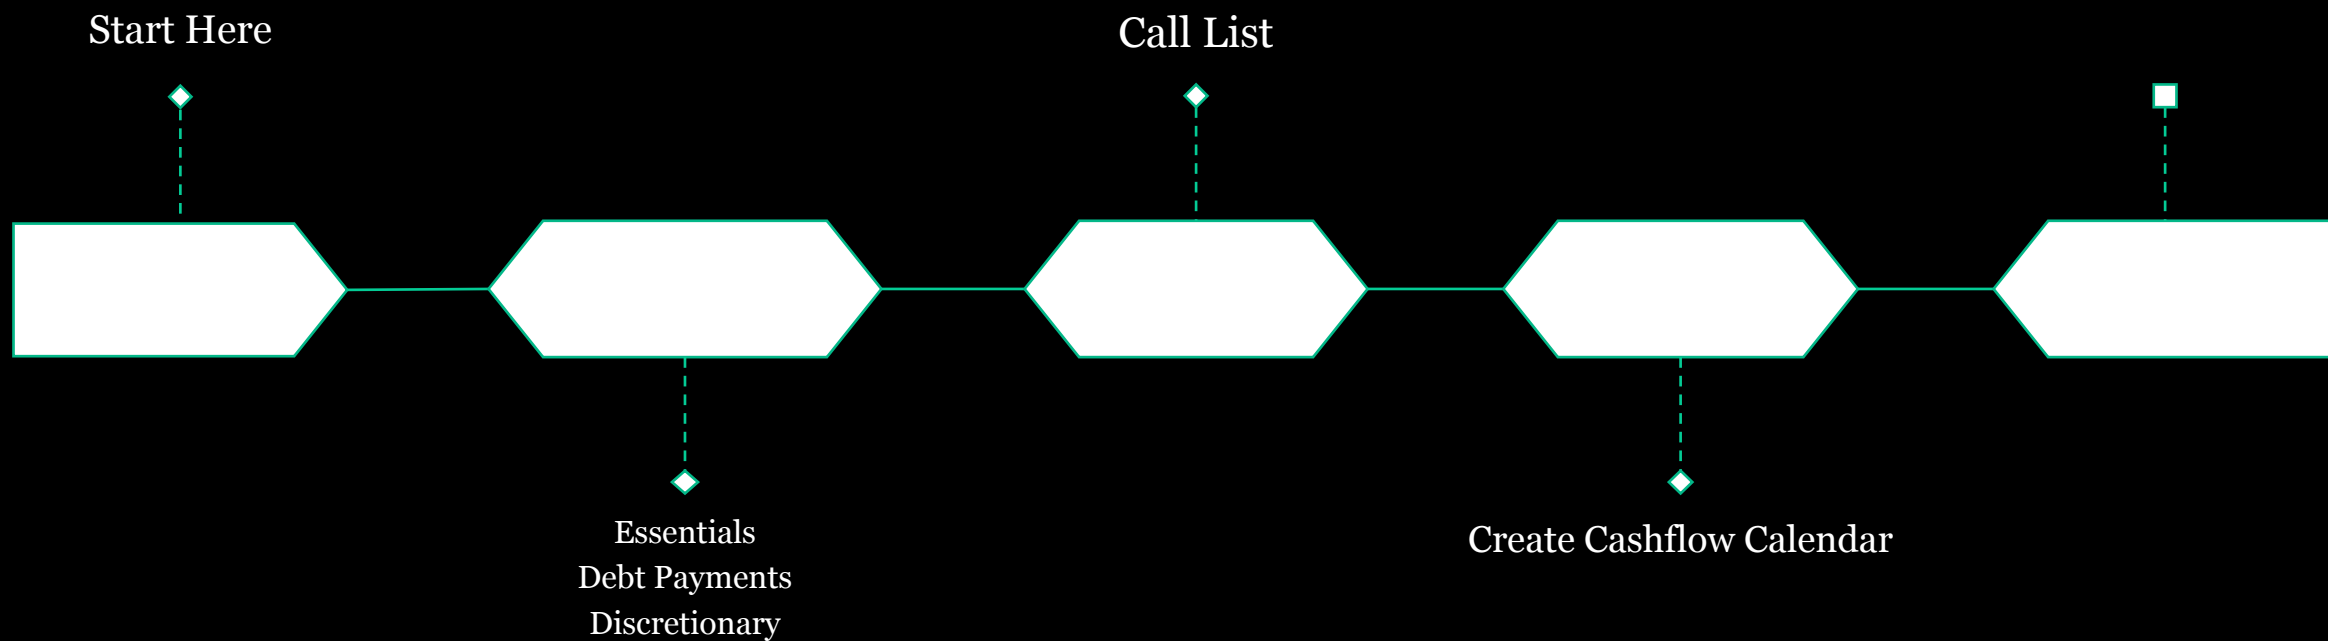 Start Here
Call List
Essentials
Debt Payments
Discretionary
Create Cashflow Calendar